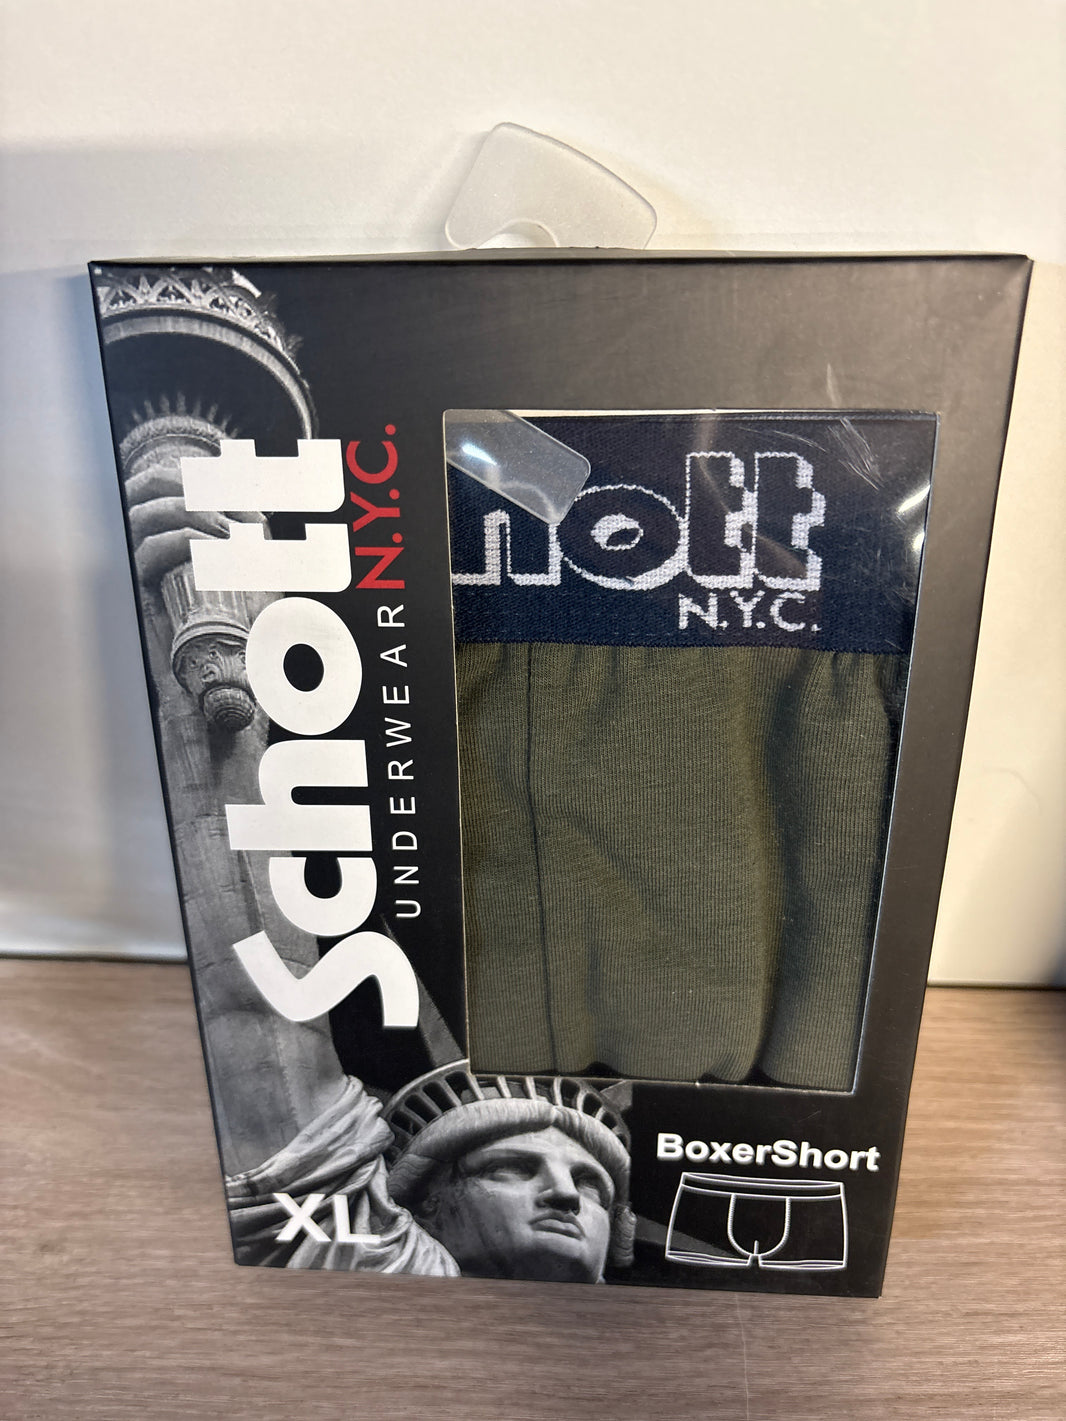 Schott
N.Y.C.
UNDERWEAR
hott
N.Y.C.
BoxerShort
XL